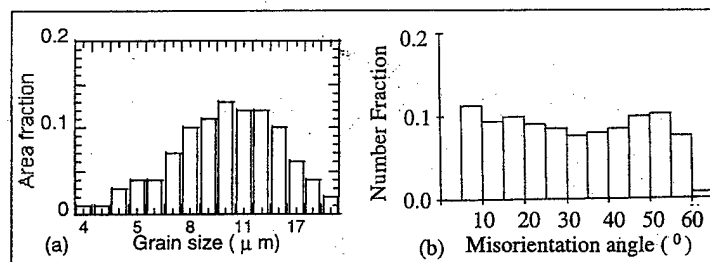 0.2
0.1
0
Area fraction
4 5 8 11 17
(a) Grain size ( μ m)
0.2
0.1
0.0
Number Fraction
10 20 30 40 50 60
(b) Misorientation angle ( ⁰ )